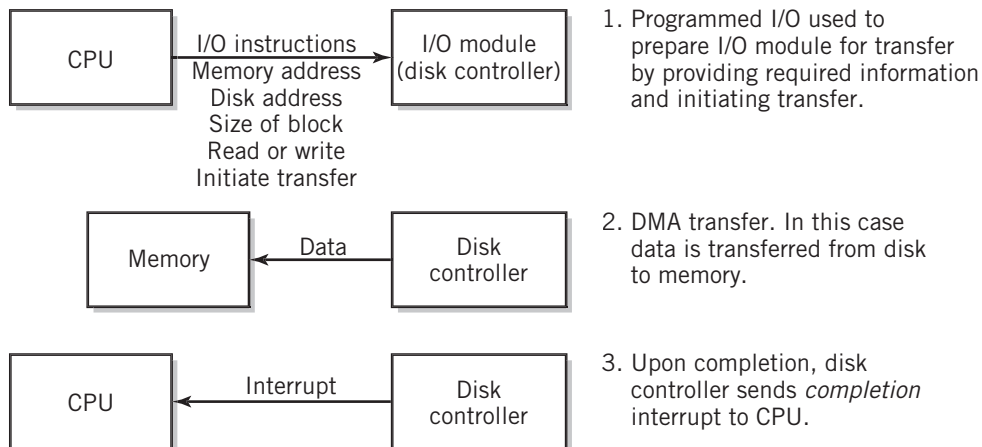 CPU
I/O instructions
Memory address
Disk address
Size of block
Read or write
Initiate transfer
I/O module
(disk controller)
1. Programmed I/O used to
prepare I/O module for transfer
by providing required information
and initiating transfer.
Memory
Data
Disk
controller
2. DMA transfer. In this case
data is transferred from disk
to memory.
CPU
Interrupt
Disk
controller
3. Upon completion, disk
controller sends completion
interrupt to CPU.